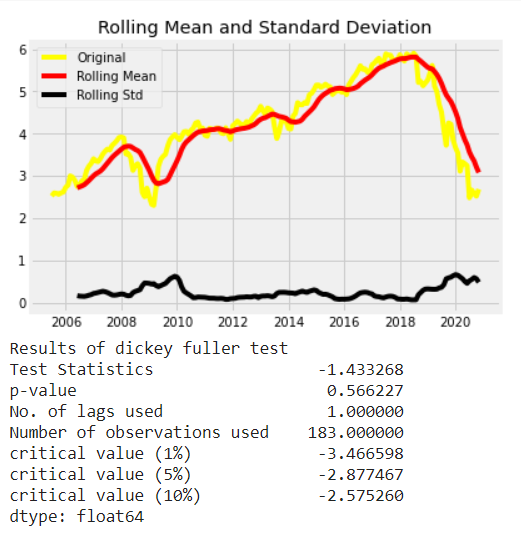 Rolling Mean and Standard Deviation
6
5
4
3
2
1
0
Original
Rolling Mean
Rolling Std
2006 2008 2010 2012 2014 2016 2018 2020
Results of dickey fuller test
Test Statistics -1.433268
p-value 0.566227
No. of lags used 1.000000
Number of observations used 183.000000
critical value (1%) -3.466598
critical value (5%) -2.877467
critical value (10%) -2.575260
dtype: float64